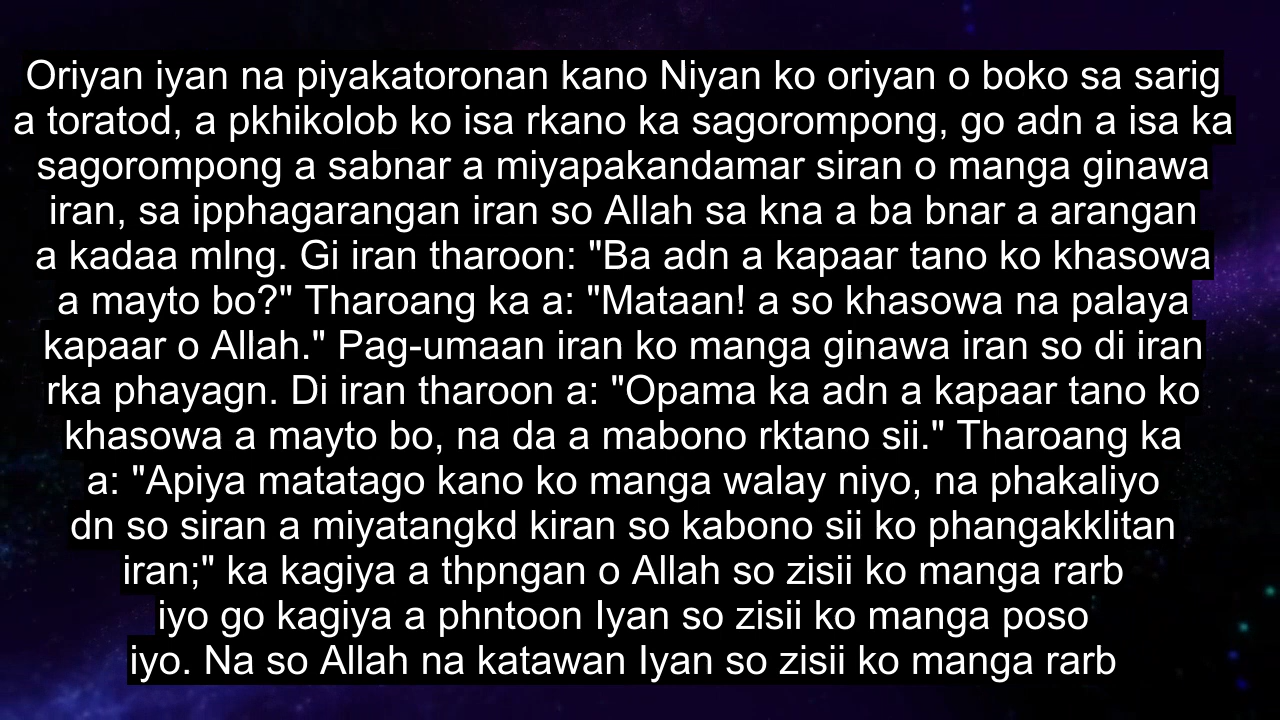 Oriyan iyan na piyakatoronan kano Niyan ko oriyan o boko sa sarig
a toratod, a pkhikolob ko isa rkano ka sagorompong, go adn a isa ka
sagorompong a sabnar a miyapakandamar siran o manga ginawa
iran, sa ipphagarangan iran so Allah sa kna a ba bnar a arangan
a kadaa mlng. Gi iran tharoon: "Ba adn a kapaar tano ko khasowa
a mayto bo?" Tharoang ka a: "Mataan! a so khasowa na palaya
kapaar o Allah." Pag-umaan iran ko manga ginawa iran so di iran
rka phayagn. Di iran tharoon a: "Opama ka adn a kapaar tano ko
khasowa a mayto bo, na da a mabono rktano sii." Tharoang ka
a: "Apiya matatago kano ko manga walay niyo, na phakaliyo
dn so siran a miyatangkd kiran so kabono sii ko phangakklitan
iran;" ka kagiya a thpngan o Allah so zisii ko manga rarb
iyo go kagiya a phntoon Iyan so zisii ko manga poso
iyo. Na so Allah na katawan Iyan so zisii ko manga rarb